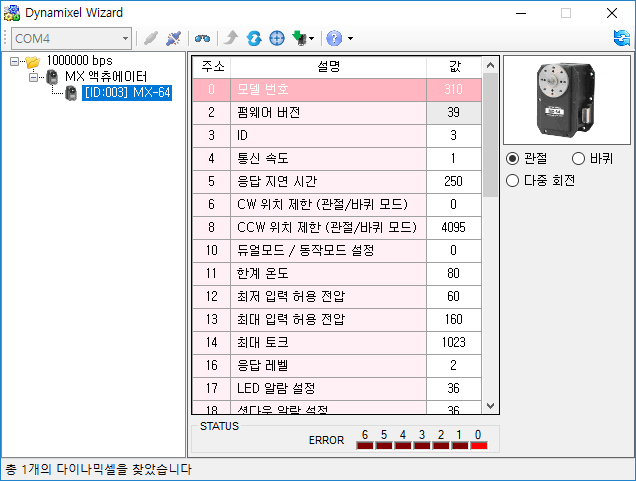 Dynamixel Wizard
COM4
1000000 bps
MX 액츄에이터
[ID:003] MX-64
주소 설명 값
0 모델 번호 310
2 펌웨어 버전 39
3 ID 3
4 통신 속도 1
5 응답 지연 시간 250
6 CW 위치 제한 (관절/바퀴 모드) 0
8 CCW 위치 제한 (관절/바퀴 모드) 4095
10 듀얼모드 / 동작모드 설정 0
11 한계 온도 80
12 최저 입력 허용 전압 60
13 최대 입력 허용 전압 160
14 최대 토크 1023
16 응답 레벨 2
17 LED 알람 설정 36
18 셧다운 알람 설정 36
관절 바퀴
다중 회전
STATUS
6 5 4 3 2 1 0
ERROR
총 1개의 다이나믹셀을 찾았습니다